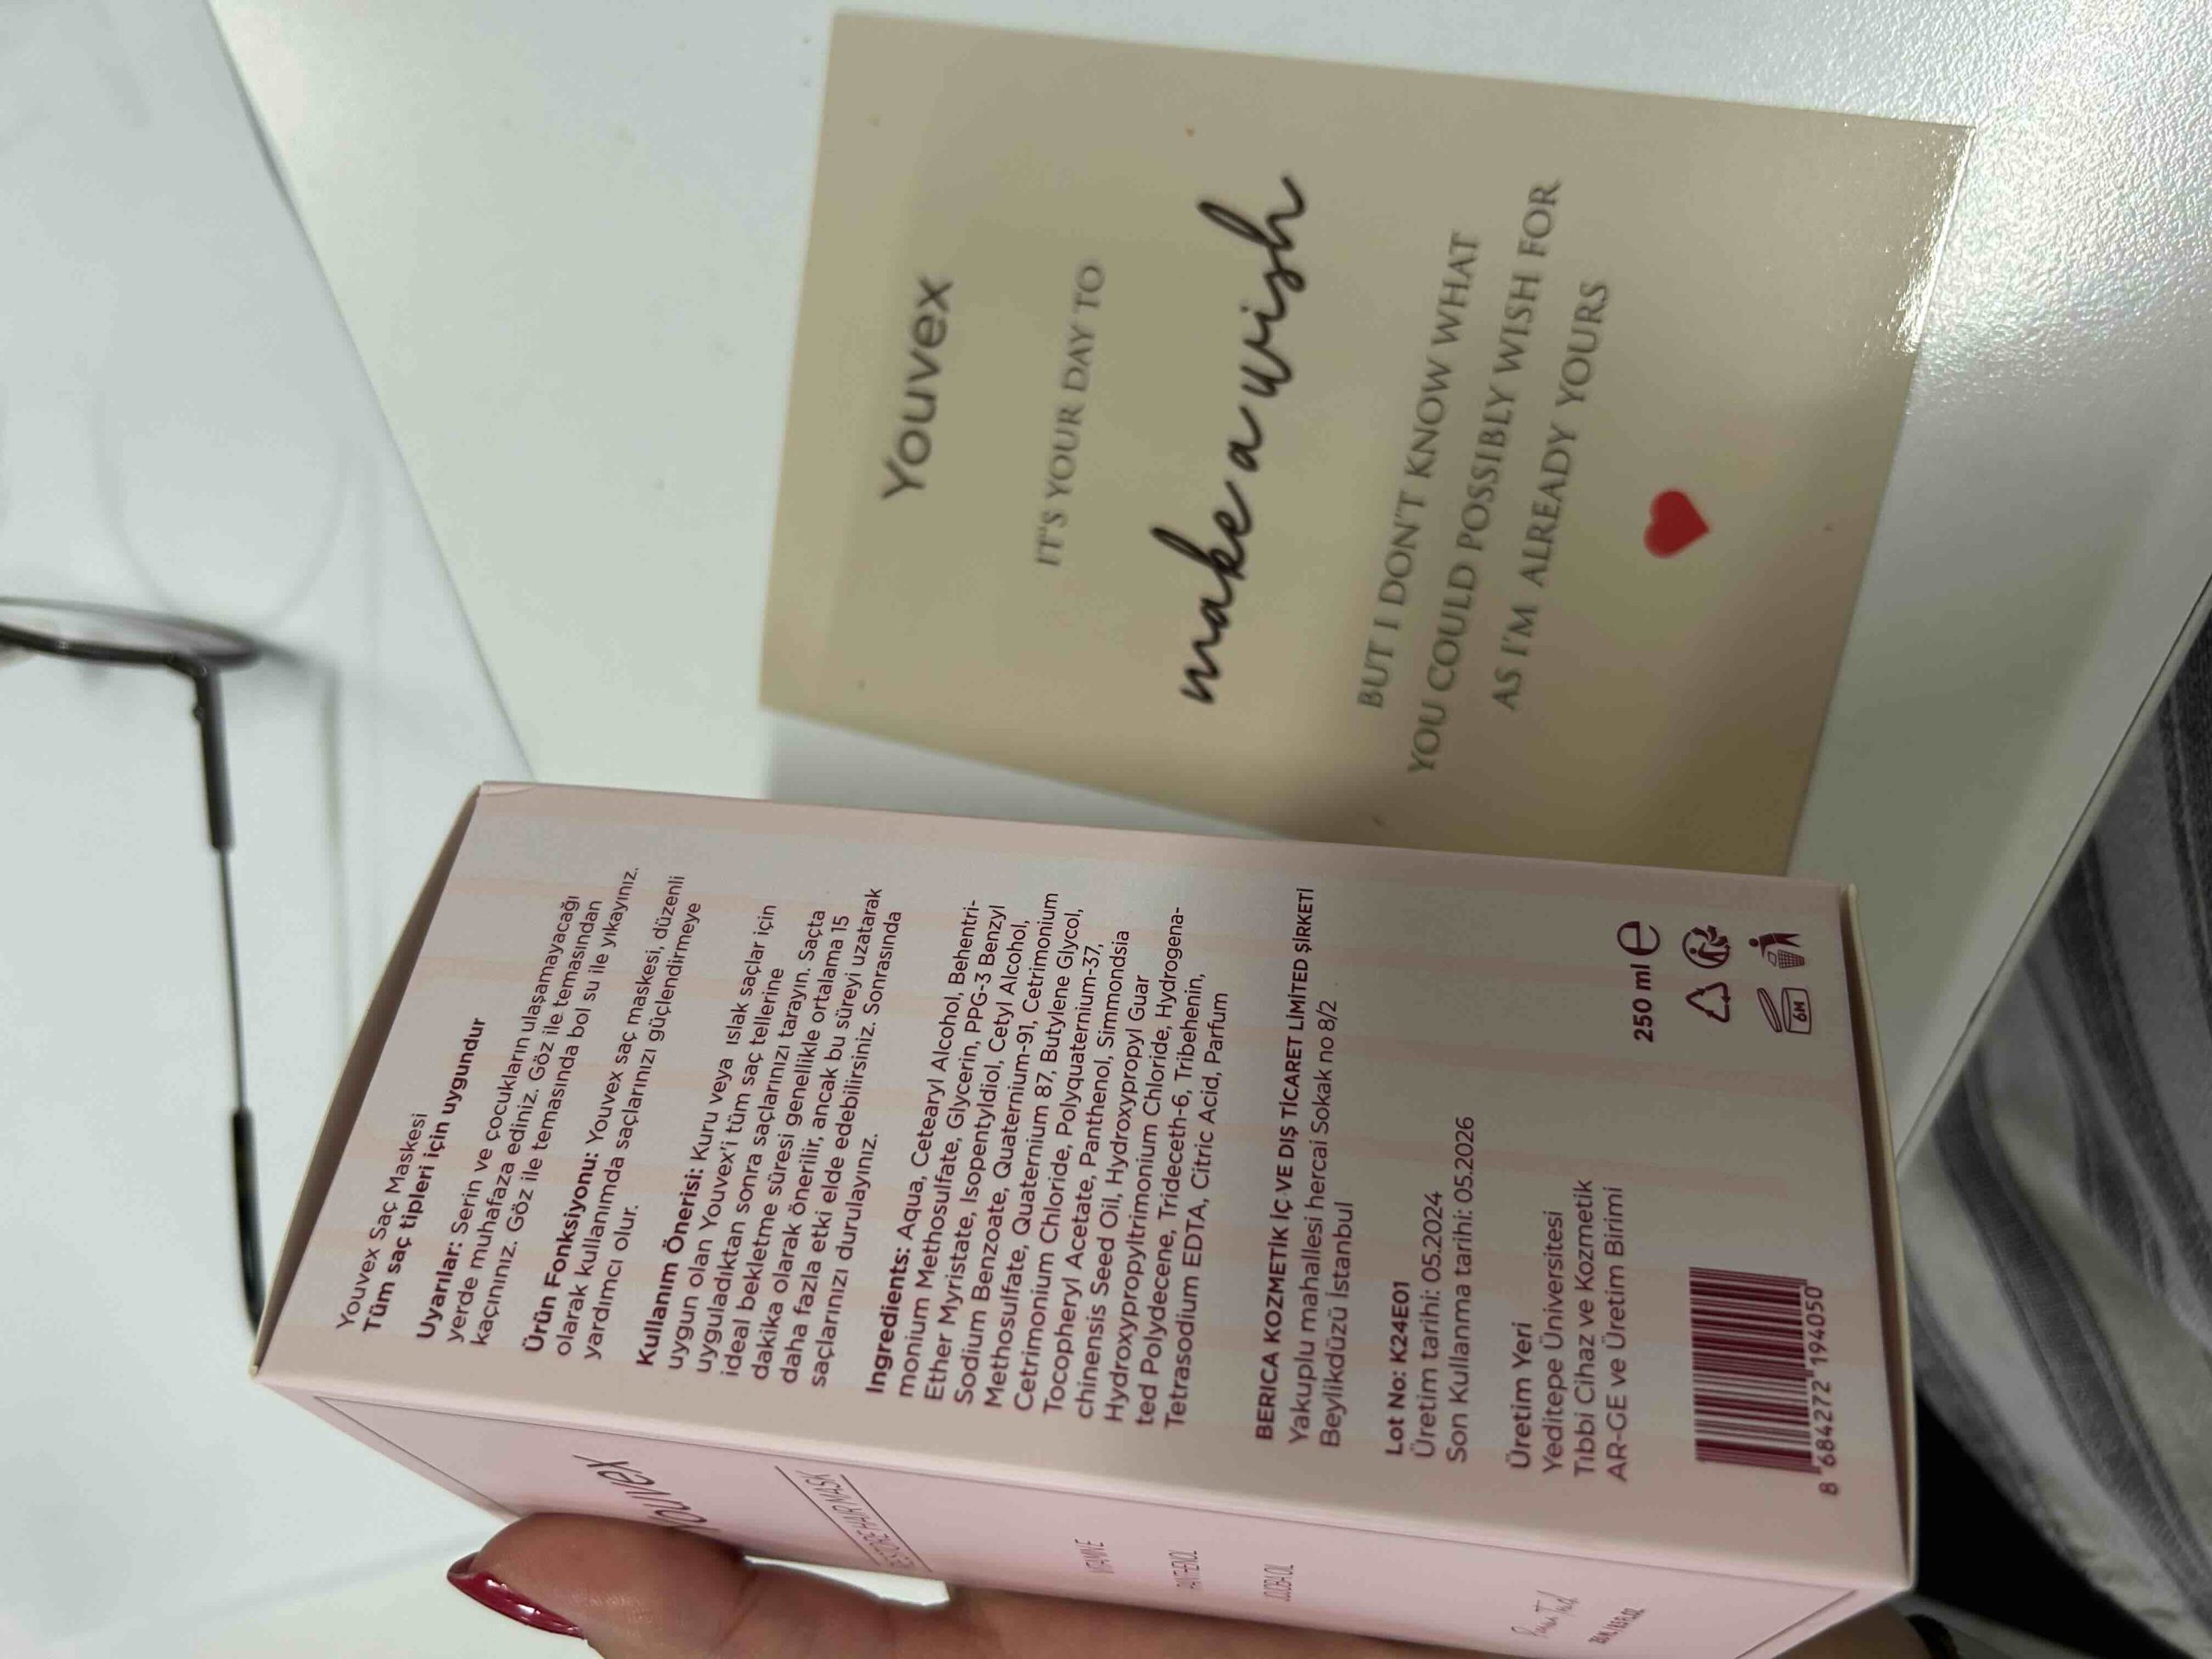 Youvex Saç Maskesi
Tüm saç tipleri için uygundur
Uyarılar: Serin ve çocukların ulaşamayacağı
yerde muhafaza ediniz. Göz ile temasından
kaçınınız. Göz ile temasında bol su ile yıkayınız.
Ürün Fonksiyonu: Youvex saç maskesi, düzenli
olarak kullanımda saçlarınızı güçlendirmeye
yardımcı olur.
Kullanım Önerisi: Kuru veya ıslak saçlar için
uygun olan Youvex'i tüm saç tellerine
uyguladıktan sonra saçlarınızı tarayın. Saçta
ideal bekletme süresi genellikle ortalama 15
dakika olarak önerilir, ancak bu süreyi uzatarak
daha fazla etki elde edebilirsiniz. Sonrasında
saçlarınızı durulayınız.
Ingredients: Aqua, Cetearyl Alcohol, Behentri-
monium Methosulfate, Glycerin, PPG-3 Benzyl
Ether Myristate, Isopentyldiol, Cetyl Alcohol,
Sodium Benzoate, Quaternium-91, Cetrimonium
Methosulfate, Quaternium 87, Butylene Glycol,
Cetrimonium Chloride, Polyquaternium-37,
Tocopheryl Acetate, Panthenol, Simmondsia
chinensis Seed Oil, Hydroxypropyl Guar
Hydroxypropyltrimonium Chloride, Hydrogena-
ted Polydecene, Trideceth-6, Tribehenin,
Tetrasodium EDTA, Citric Acid, Parfum
BERICA KOZMETİK İÇ VE DIŞ TİCARET LİMİTED ŞİRKETİ
Yakuplu mahallesi hercai Sokak no 8/2
Beylikdüzü İstanbul
Lot No: K24E01
Üretim tarihi: 05.2024
Son Kullanma tarihi: 05.2026
Üretim Yeri
Yeditepe Üniversitesi
Tıbbi Cihaz ve Kozmetik
AR-GE ve Üretim Birimi
250 ml e
6M
8 684272 194050
HAIR MASK
VITAMIN E
PANTHENOL
JOJOBA OIL
Youvex
IT'S YOUR DAY TO
make a wish
BUT I DON'T KNOW WHAT
YOU COULD POSSIBLY WISH FOR
AS I'M ALREADY YOURS